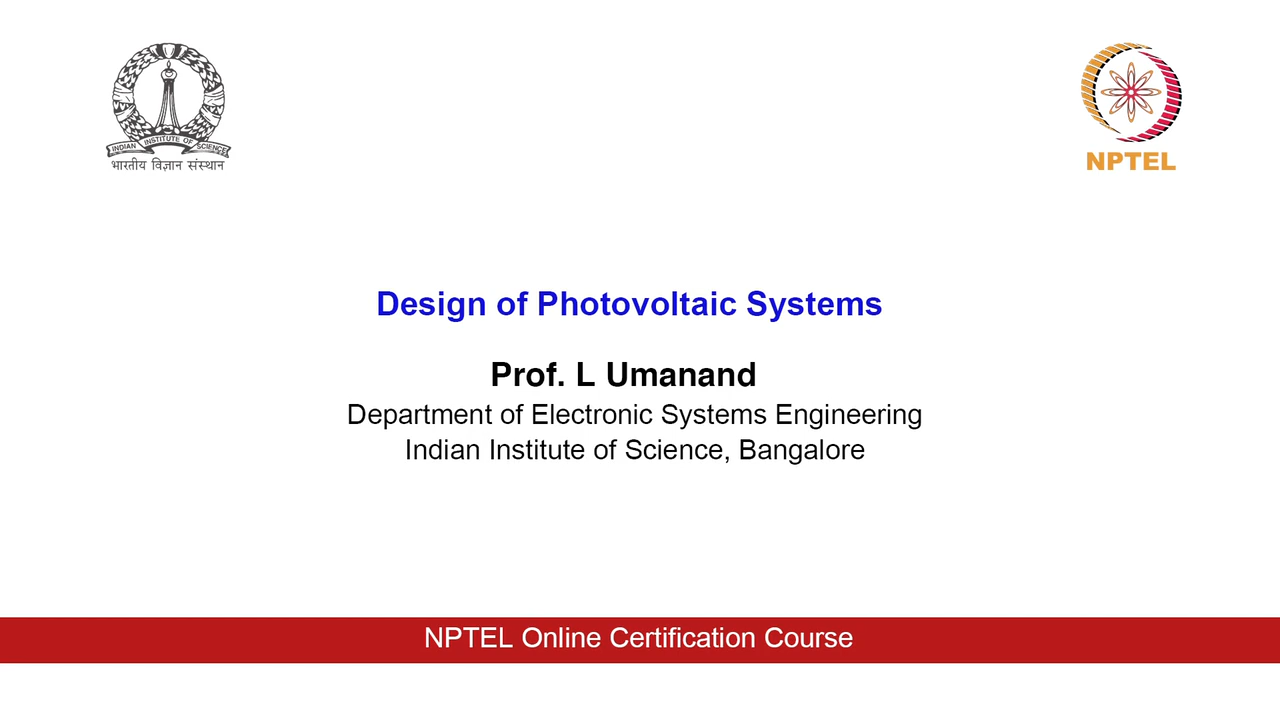 INDIAN INSTITUTE OF SCIENCE
भारतीय विज्ञान संस्थान
NPTEL
Design of Photovoltaic Systems
Prof. L Umanand
Department of Electronic Systems Engineering
Indian Institute of Science, Bangalore
NPTEL Online Certification Course